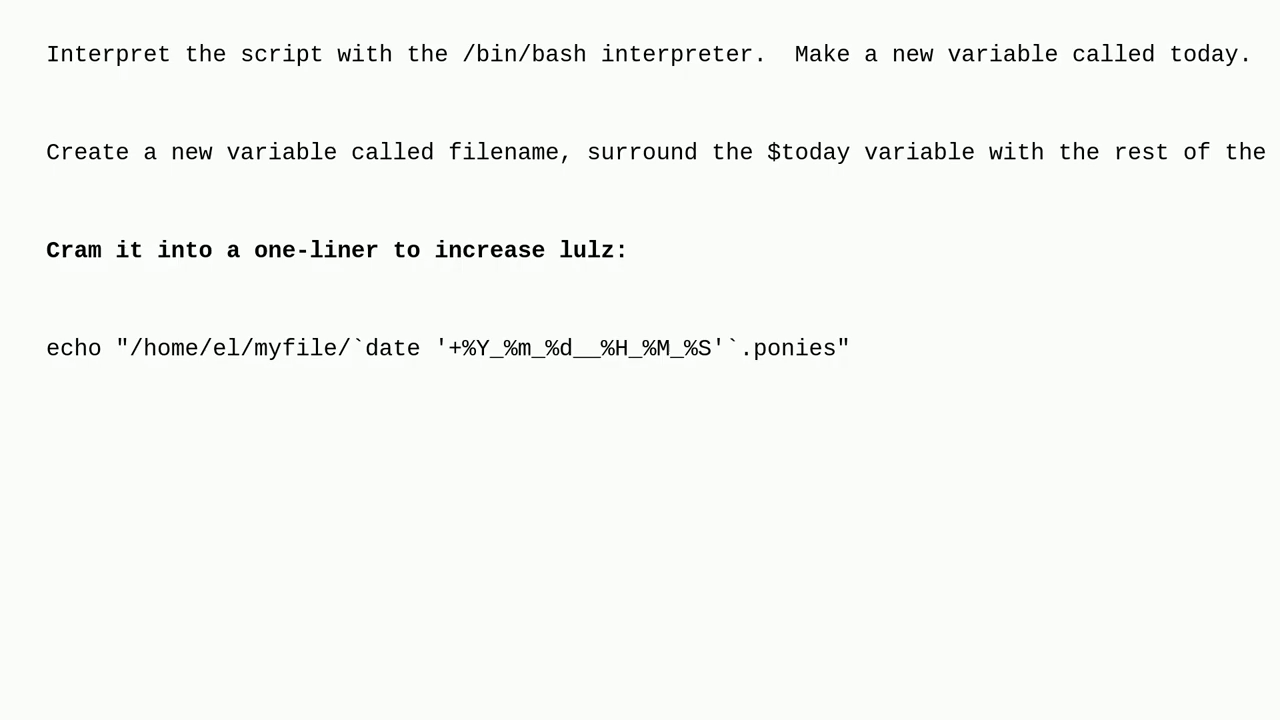 Interpret the script with the /bin/bash interpreter.  Make a new variable called today.
Create a new variable called filename, surround the $today variable with the rest of the
Cram it into a one-liner to increase lulz:
echo "/home/el/myfile/`date '+%Y_%m_%d__%H_%M_%S'`.ponies"